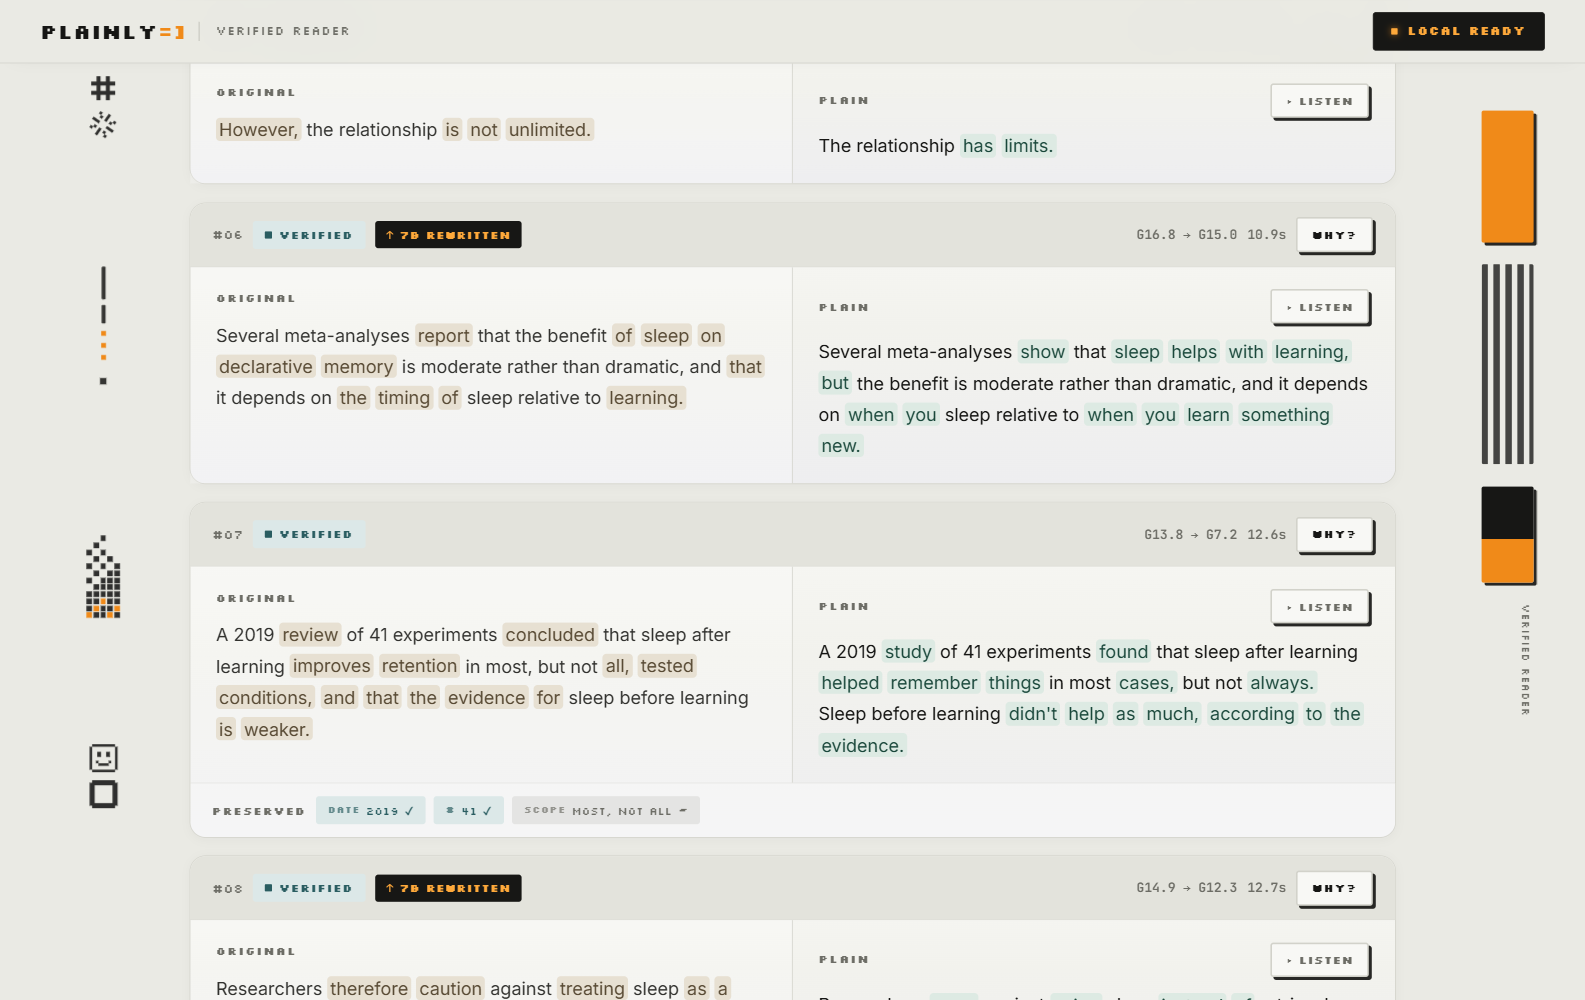 PLAINLY=]
VERIFIED READER
LOCAL READY
ORIGINAL
However, the relationship is not unlimited.
PLAIN
LISTEN
The relationship has limits.
#06 VERIFIED ↑ 7B REWRITTEN
G16.8 → G15.0 10.9s WHY?
ORIGINAL
Several meta-analyses report that the benefit of sleep on
declarative memory is moderate rather than dramatic, and that
it depends on the timing of sleep relative to learning.
PLAIN
LISTEN
Several meta-analyses show that sleep helps with learning,
but the benefit is moderate rather than dramatic, and it depends
on when you sleep relative to when you learn something
new.
#07 VERIFIED
G13.8 → G7.2 12.6s WHY?
ORIGINAL
A 2019 review of 41 experiments concluded that sleep after
learning improves retention in most, but not all, tested
conditions, and that the evidence for sleep before learning
is weaker.
PLAIN
LISTEN
A 2019 study of 41 experiments found that sleep after learning
helped remember things in most cases, but not always.
Sleep before learning didn't help as much, according to the
evidence.
PRESERVED DATE 2019 ✓ # 41 ✓ SCOPE MOST, NOT ALL ~
#08 VERIFIED ↑ 7B REWRITTEN
G14.9 → G12.3 12.7s WHY?
ORIGINAL
Researchers therefore caution against treating sleep as a
PLAIN
LISTEN
VERIFIED READER